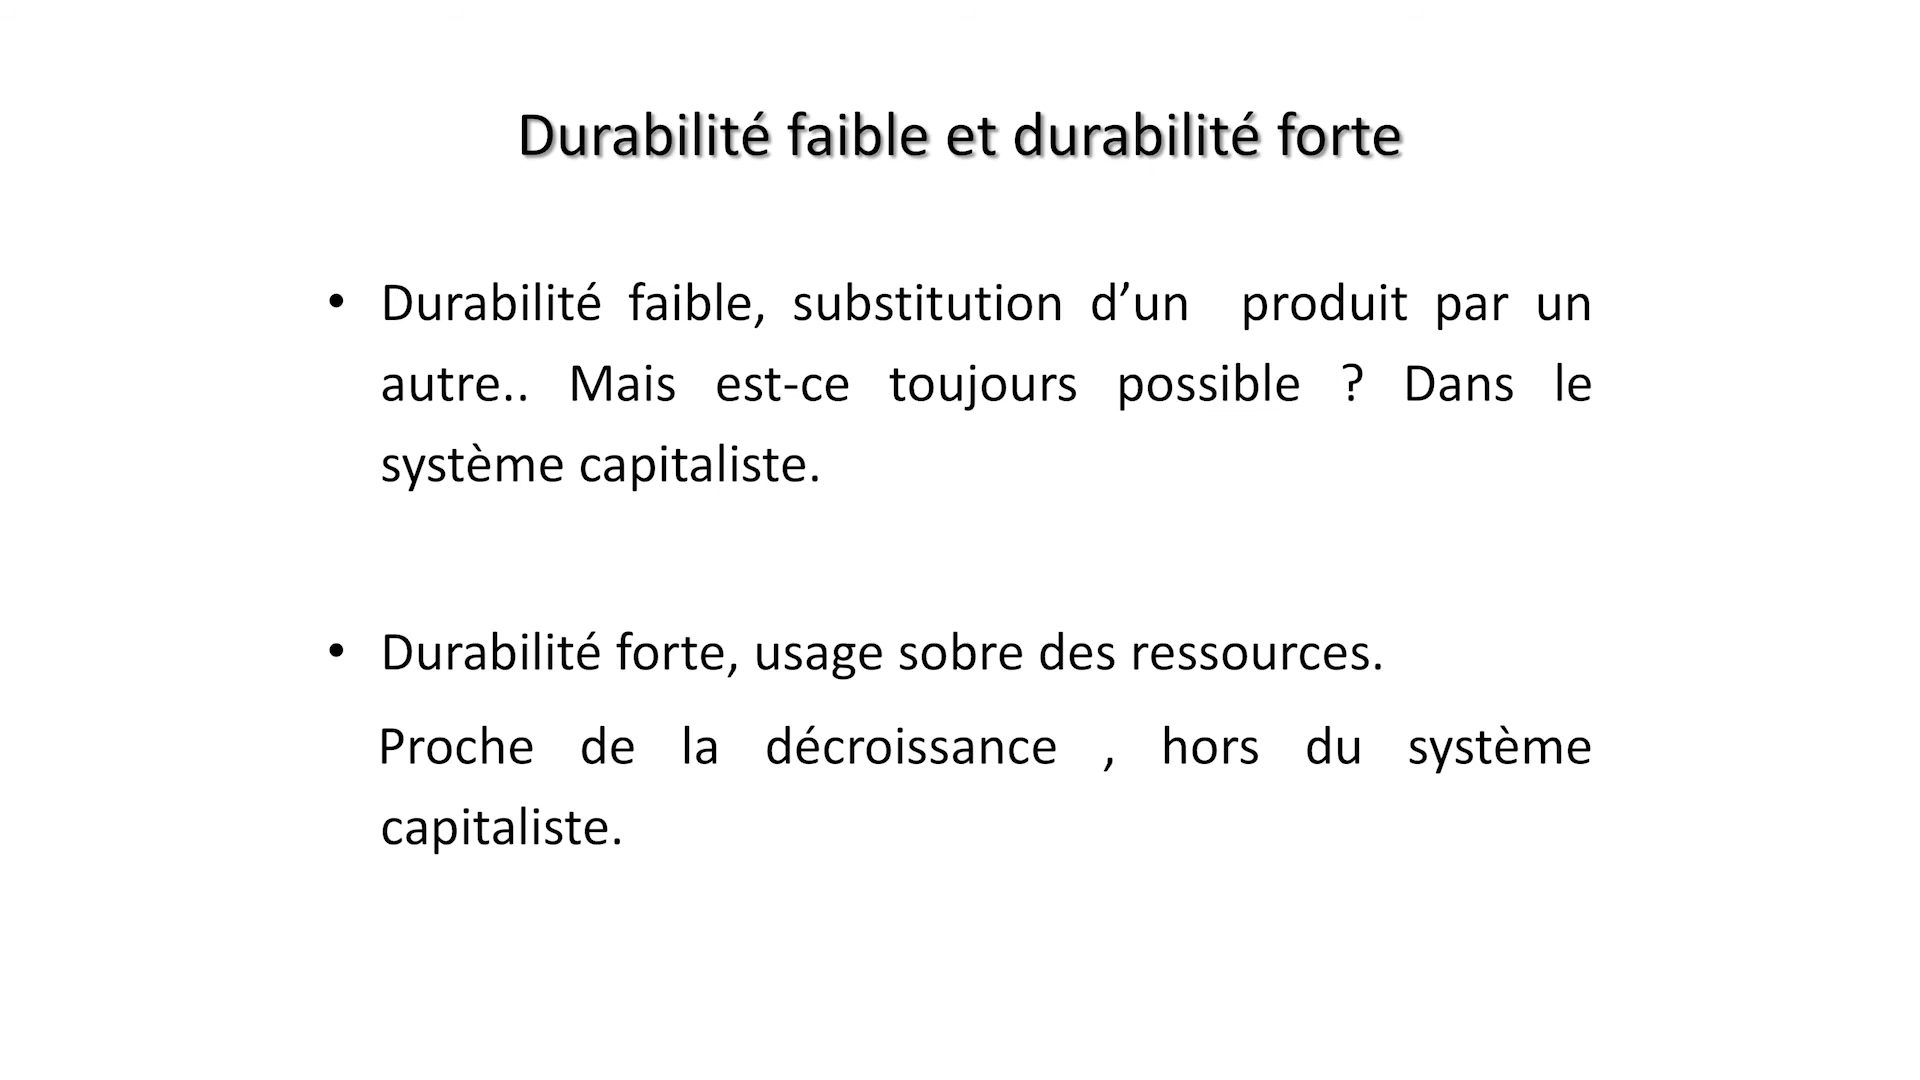 Durabilité faible et durabilité forte
• Durabilité faible, substitution d’un produit par un
autre.. Mais est-ce toujours possible ? Dans le
système capitaliste.
• Durabilité forte, usage sobre des ressources.
Proche de la décroissance , hors du système
capitaliste.